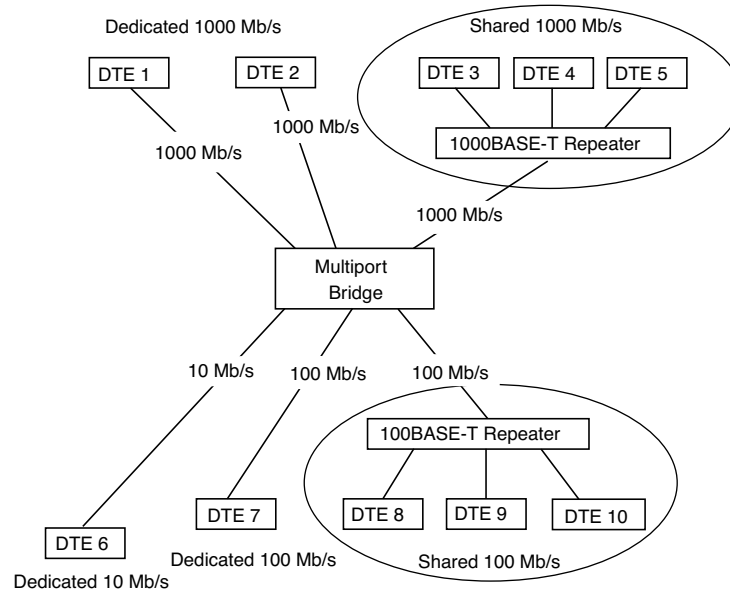 Dedicated 1000 Mb/s
Shared 1000 Mb/s
DTE 1
DTE 2
DTE 3
DTE 4
DTE 5
1000 Mb/s
1000 Mb/s
1000BASE-T Repeater
1000 Mb/s
Multiport
Bridge
10 Mb/s
100 Mb/s
100 Mb/s
100BASE-T Repeater
DTE 6
DTE 7
DTE 8
DTE 9
DTE 10
Dedicated 10 Mb/s
Dedicated 100 Mb/s
Shared 100 Mb/s